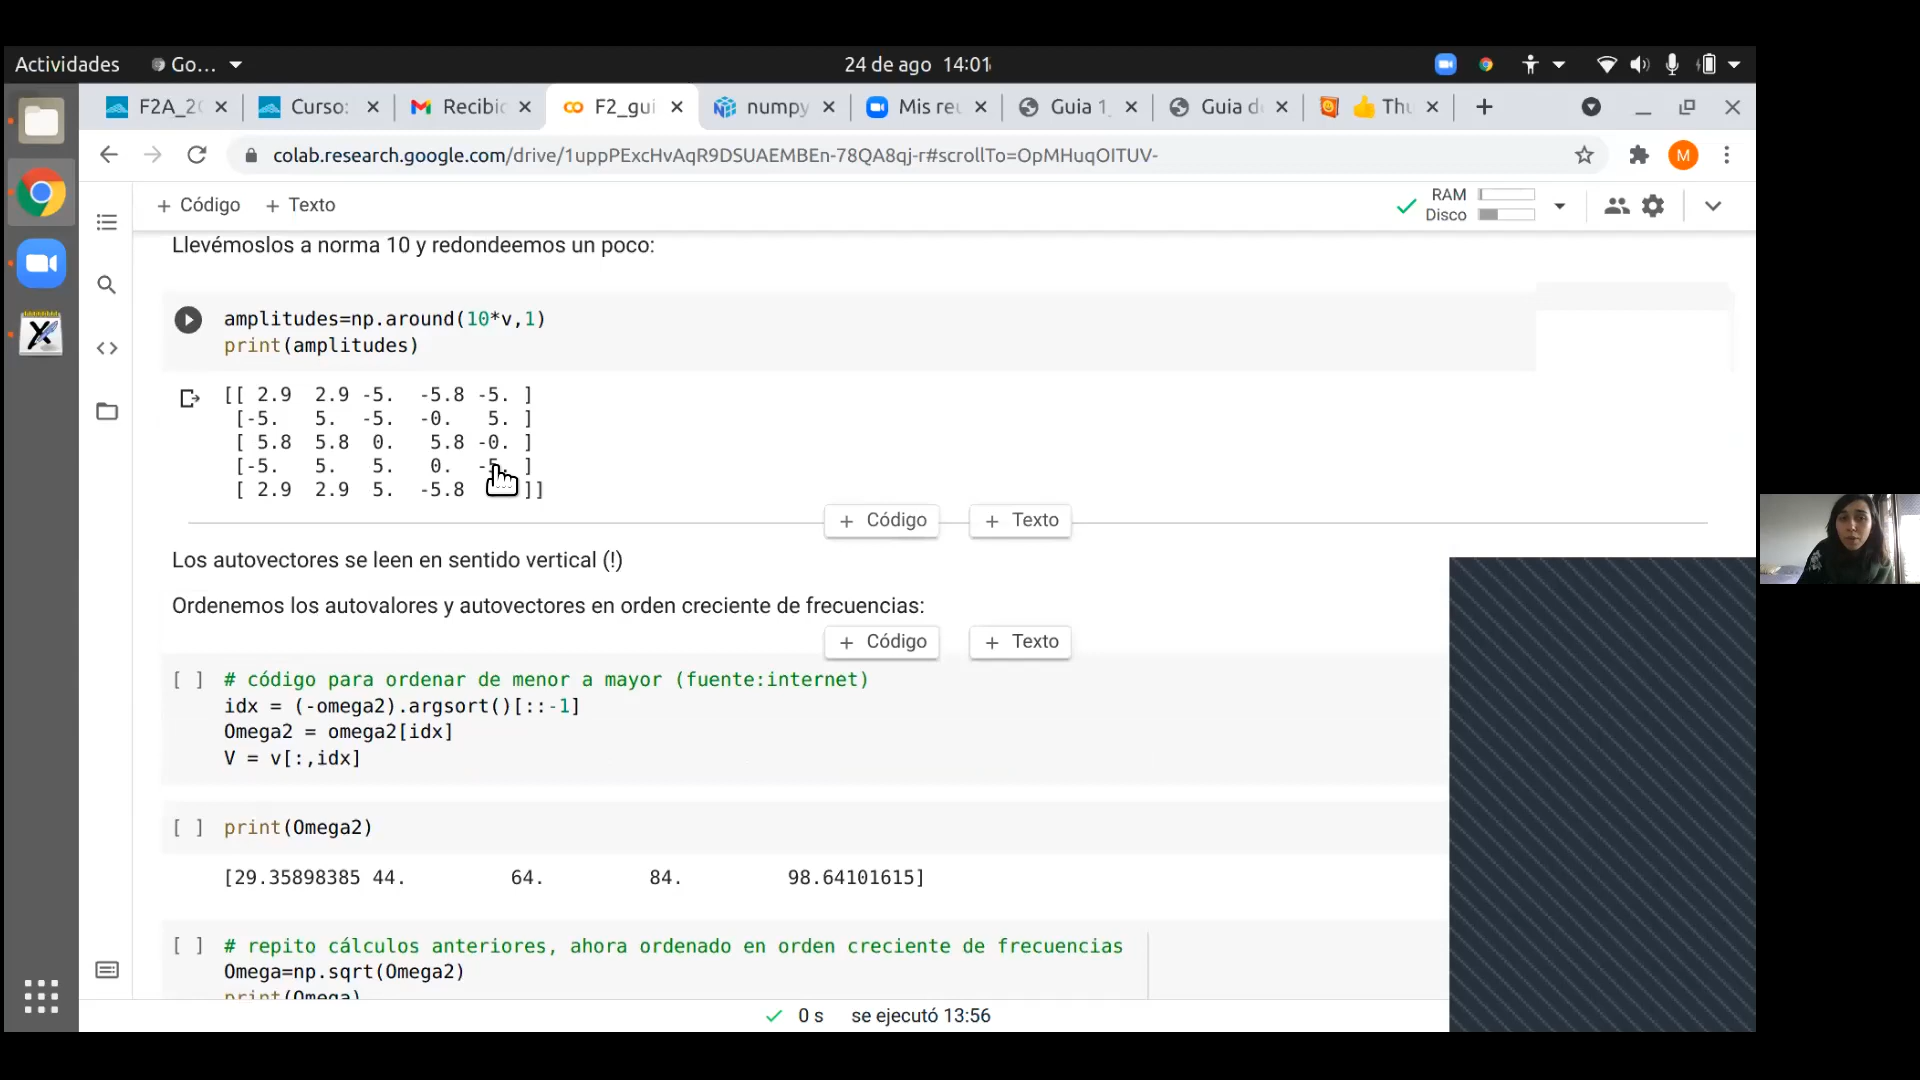 Actividades
Go...
24 de ago 14:01
F2A_20
Curso:
Recibid
F2_gui
numpy
Mis reu
Guia 1
Guia de
👍 Thu
colab.research.google.com/drive/1uppPExcHvAqR9DSUAEMBEn-78QA8qj-r#scrollTo=OpMHuqOITUV-
M
+ Código
+ Texto
RAM
Disco
Llevémoslos a norma 10 y redondeemos un poco:
amplitudes=np.around(10*v,1)
print(amplitudes)
[[ 2.9 2.9 -5. -5.8 -5. ]
[-5. 5. -5. -0. 5. ]
[ 5.8 5.8 0. 5.8 -0. ]
[-5. 5. 5. 0. -5. ]
[ 2.9 2.9 5. -5.8 ]]
+ Código
+ Texto
Los autovectores se leen en sentido vertical (!)
Ordenemos los autovalores y autovectores en orden creciente de frecuencias:
+ Código
+ Texto
[ ] # código para ordenar de menor a mayor (fuente:internet)
idx = (-omega2).argsort()[::-1]
Omega2 = omega2[idx]
V = v[:,idx]
[ ] print(Omega2)
[29.35898385 44. 64. 84. 98.64101615]
[ ] # repito cálculos anteriores, ahora ordenado en orden creciente de frecuencias
Omega=np.sqrt(Omega2)
print(Omega)
0 s se ejecutó 13:56